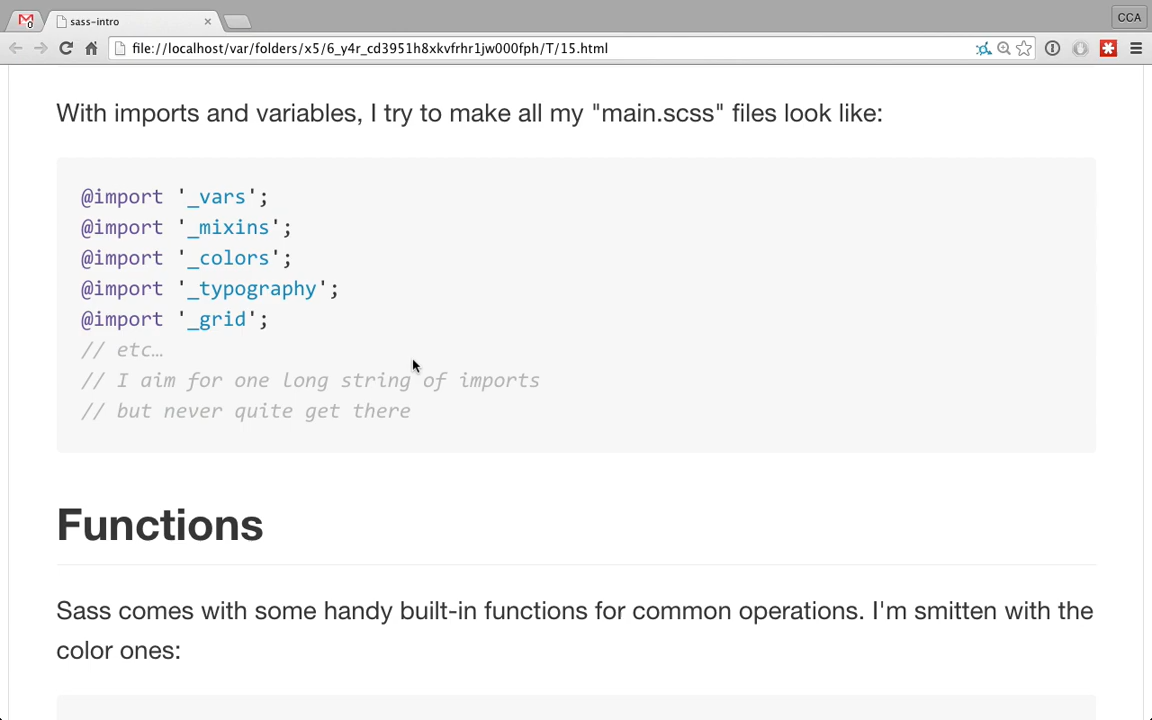 0
sass-intro
CCA
file://localhost/var/folders/x5/6_y4r_cd3951h8xkvfrhr1jw000fph/T/15.html
With imports and variables, I try to make all my "main.scss" files look like:
@import '_vars';
@import '_mixins';
@import '_colors';
@import '_typography';
@import '_grid';
// etc…
// I aim for one long string of imports
// but never quite get there
Functions
Sass comes with some handy built-in functions for common operations. I'm smitten with the
color ones: